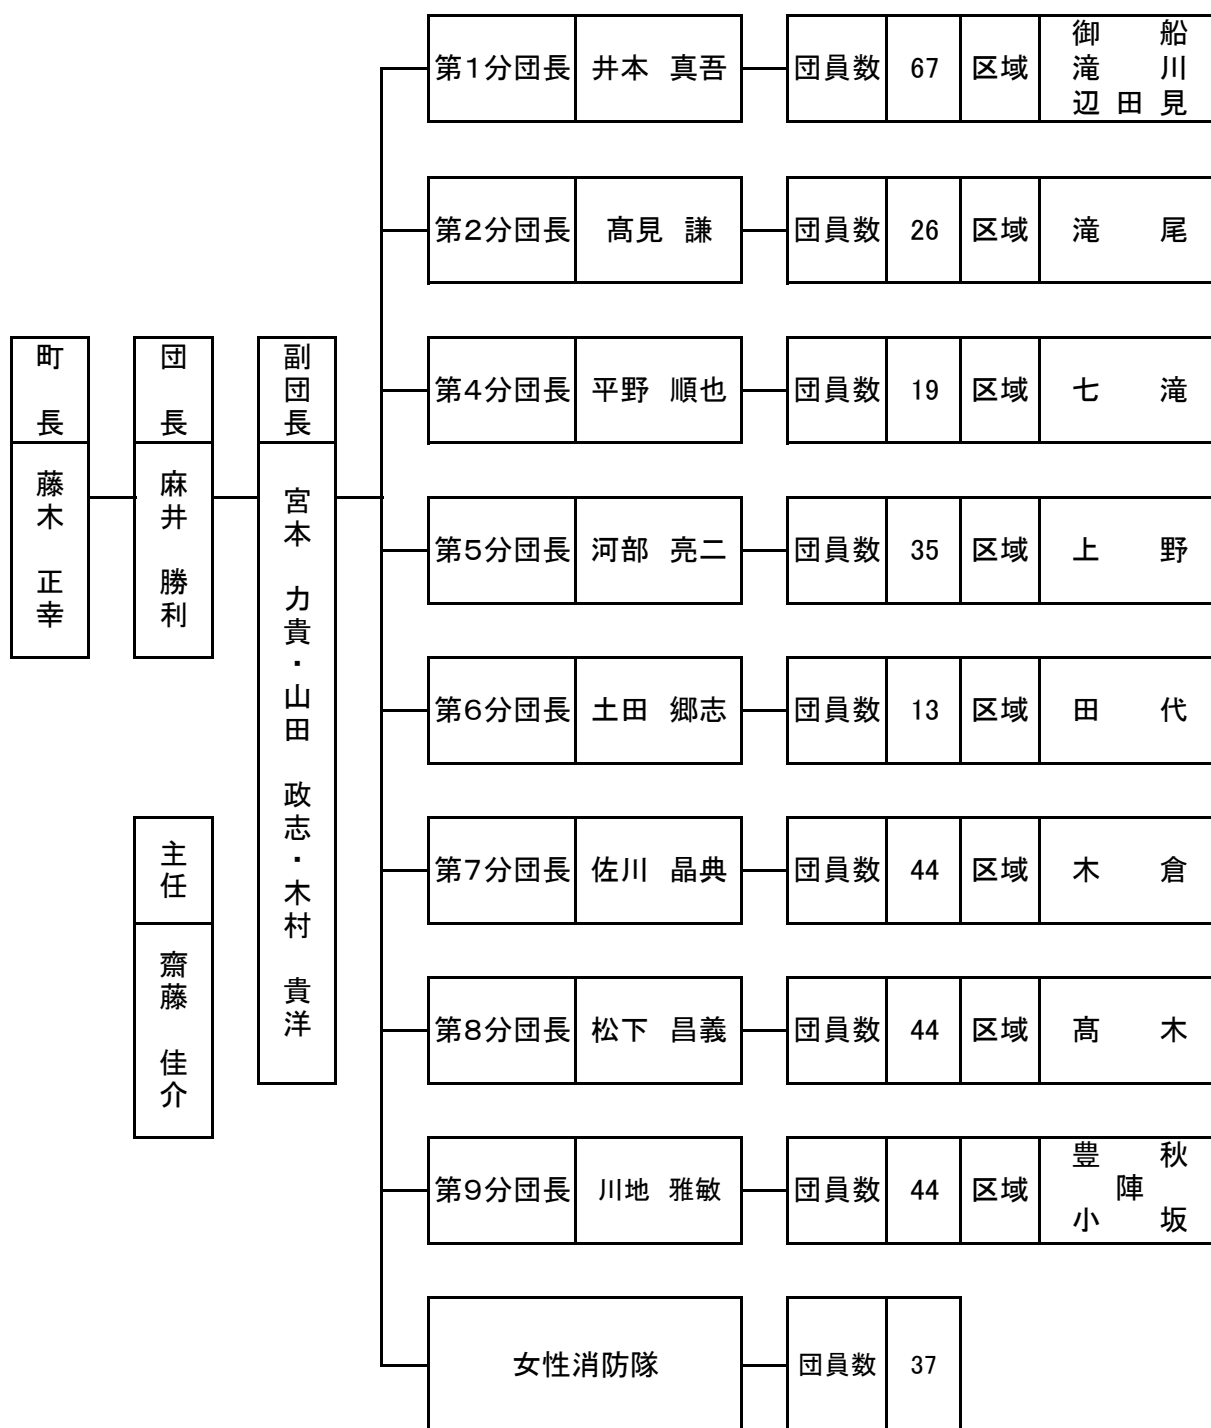 町長
藤木 正幸
団長
麻井 勝利
主任
齋藤 佳介
副団長
宮本 力貴・山田 政志・木村 貴洋
第1分団長 井本 真吾 団員数 67 区域 御船
滝川
辺田見
第2分団長 髙見 謙 団員数 26 区域 滝尾
第4分団長 平野 順也 団員数 19 区域 七滝
第5分団長 河部 亮二 団員数 35 区域 上野
第6分団長 土田 郷志 団員数 13 区域 田代
第7分団長 佐川 晶典 団員数 44 区域 木倉
第8分団長 松下 昌義 団員数 44 区域 髙木
第9分団長 川地 雅敏 団員数 44 区域 豊秋
陣
小坂
女性消防隊 団員数 37